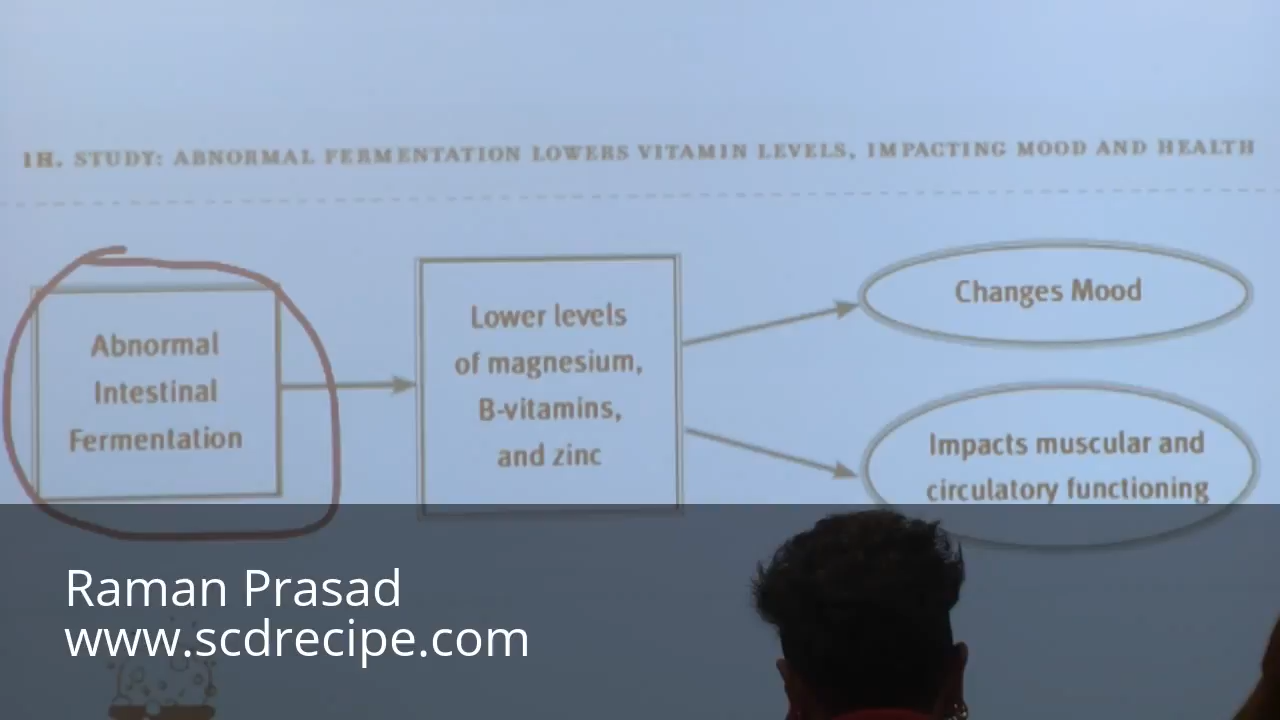 1H. STUDY: ABNORMAL FERMENTATION LOWERS VITAMIN LEVELS, IMPACTING MOOD AND HEALTH
Abnormal
Intestinal
Fermentation
Lower levels
of magnesium,
B-vitamins,
and zinc
Changes Mood
Impacts muscular and
circulatory functioning
Raman Prasad
www.scdrecipe.com